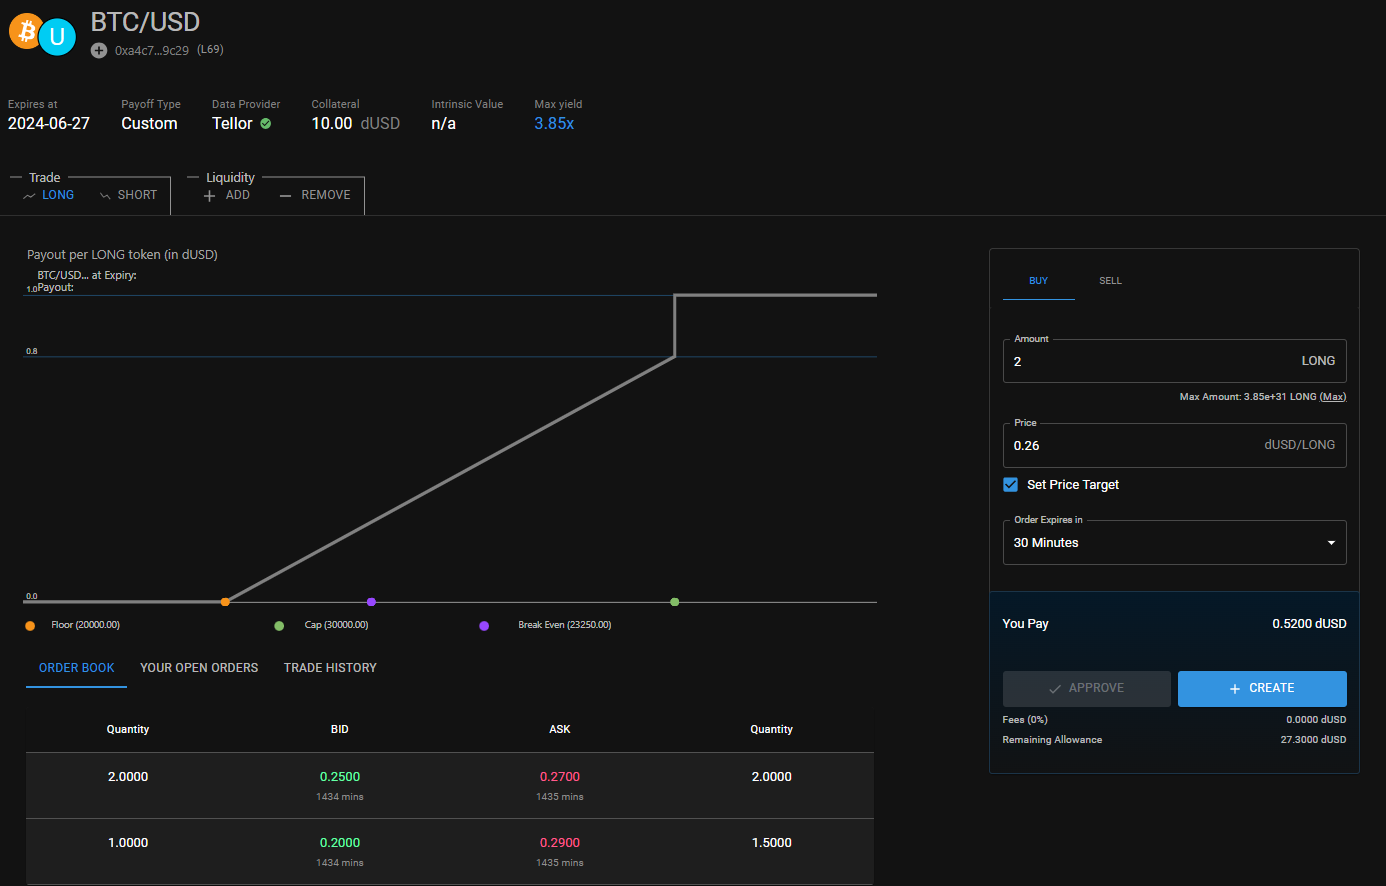 BTC/USD
U
0xa4c7...9c29 (L69)
Expires at Payoff Type Data Provider Collateral Intrinsic Value Max yield
2024-06-27 Custom Tellor 10.00 dUSD n/a 3.85x
Trade Liquidity
LONG SHORT ADD REMOVE
Payout per LONG token (in dUSD)
BTC/USD... at Expiry:
1.0 Payout:
0.8
0.0
Floor (20000.00) Cap (30000.00) Break Even (23250.00)
ORDER BOOK YOUR OPEN ORDERS TRADE HISTORY
Quantity BID ASK Quantity
2.0000 0.2500 0.2700 2.0000
1434 mins 1435 mins
1.0000 0.2000 0.2900 1.5000
1434 mins 1435 mins
BUY SELL
Amount
2 LONG
Max Amount: 3.85e+31 LONG (Max)
Price
0.26 dUSD/LONG
Set Price Target
Order Expires in
30 Minutes
You Pay 0.5200 dUSD
APPROVE + CREATE
Fees (0%) 0.0000 dUSD
Remaining Allowance 27.3000 dUSD